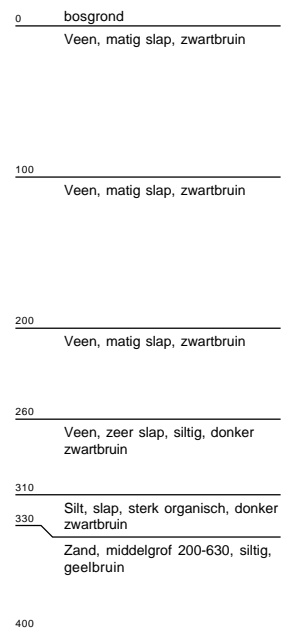 0 bosgrond
Veen, matig slap, zwartbruin
100
Veen, matig slap, zwartbruin
200
Veen, matig slap, zwartbruin
260
Veen, zeer slap, siltig, donker
zwartbruin
310
Silt, slap, sterk organisch, donker
330 zwartbruin
Zand, middelgrof 200-630, siltig,
geelbruin
400